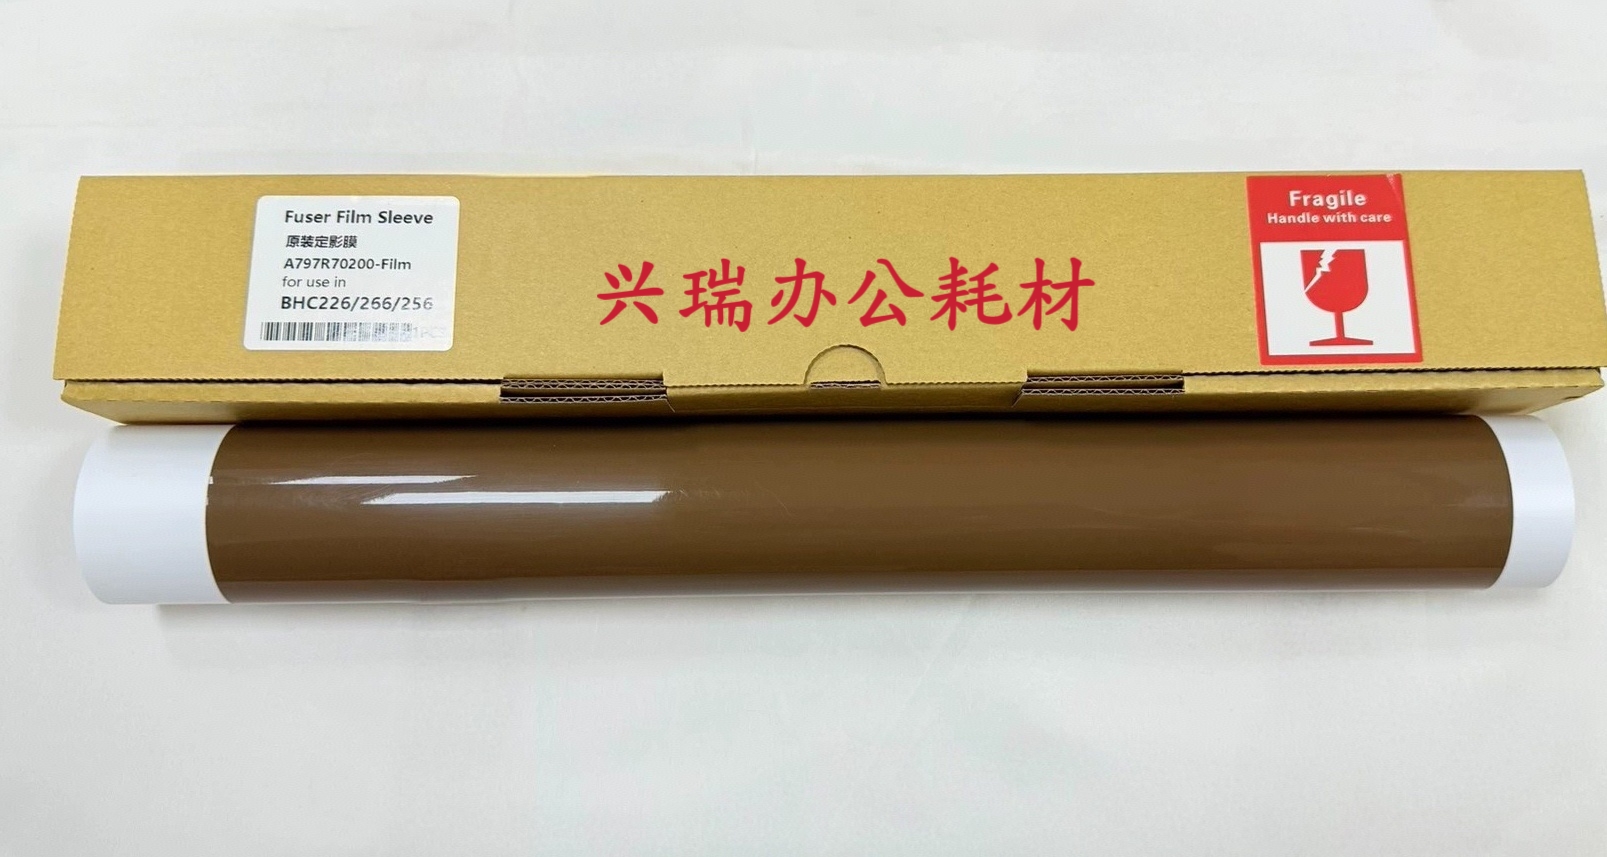 Fuser Film Sleeve
原装定影膜
A797R70200-Film
for use in
BHC226/266/256
1PCS
兴瑞办公耗材
Fragile
Handle with care